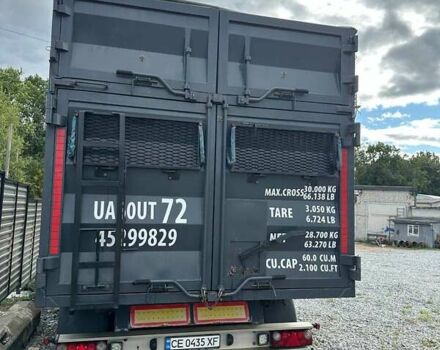 UA BOUT 72
45299829
MAX.CROSS 30.000 KG
66.138 LB
TARE 3.050 KG
6.724 LB
NET 28.700 KG
63.270 LB
CU.CAP 60.0 CU.M
2.100 CU.FT
CE 0435 XF